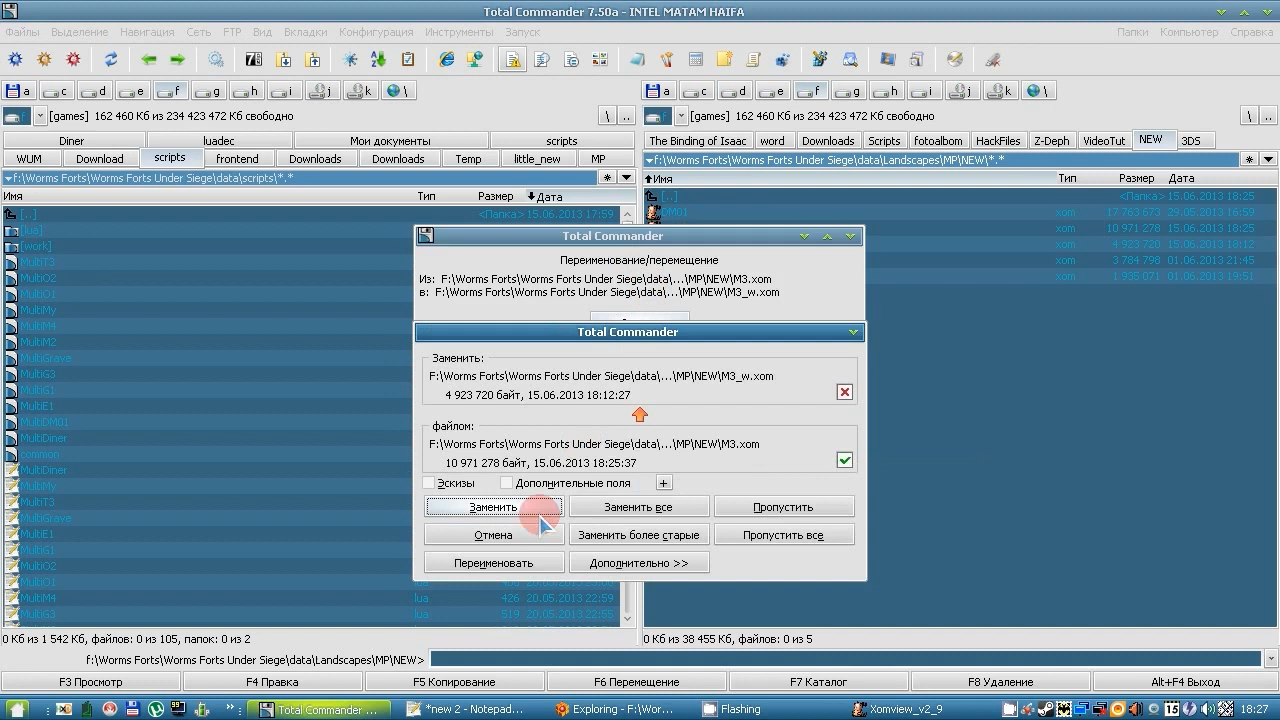 Total Commander 7.50a - INTEL MATAM HAIFA
Файлы Выделение Навигация Сеть FTP Вид Вкладки Конфигурация Инструменты Запуск Папки Компьютер Справка
a c d e f g h i j k \ a c d e f g h i j k \
[games] 162 460 Кб из 234 423 472 Кб свободно \ .. [games] 162 460 Кб из 234 423 472 Кб свободно \ ..
Diner luadec Мои документы scripts The Binding of Isaac word Downloads Scripts fotoalbom HackFiles Z-Deph VideoTut NEW 3DS
WUM Download scripts frontend Downloads Downloads Temp little_new MP
f:\Worms Forts\Worms Forts Under Siege\data\Landscapes\MP\NEW\*.*
f:\Worms Forts\Worms Forts Under Siege\data\scripts\*.*
Имя Тип Размер Дата
Имя Тип Размер Дата
[..] <Папка> 15.06.2013 17:59
[lua]
[work]
MultiT3
MultiO2
MultiO1
MultiMy
MultiM4
MultiM2
MultiGrave
MultiG3
MultiG1
MultiE1
MultiDM01
MultiDiner
common
MultiDiner
MultiMy
MultiT3
MultiGrave
MultiE1
MultiG1
MultiO2
MultiO1
MultiM4 lua 426 20.05.2013 22:59
MultiG3 lua 519 20.05.2013 22:55
[..] <Папка> 15.06.2013 18:25
DM01 xom 17 763 673 29.05.2013 16:59
xom 10 971 278 15.06.2013 18:25
xom 4 923 720 15.06.2013 18:12
xom 3 784 798 01.06.2013 21:45
xom 1 935 071 01.06.2013 19:51
Total Commander
Переименование/перемещение
Из: F:\Worms Forts\Worms Forts Under Siege\data\...\MP\NEW\M3.xom
в: F:\Worms Forts\Worms Forts Under Siege\data\...\MP\NEW\M3_w.xom
Total Commander
Заменить:
F:\Worms Forts\Worms Forts Under Siege\data\...\MP\NEW\M3_w.xom
4 923 720 байт, 15.06.2013 18:12:27
файлом:
F:\Worms Forts\Worms Forts Under Siege\data\...\MP\NEW\M3.xom
10 971 278 байт, 15.06.2013 18:25:37
Эскизы Дополнительные поля +
Заменить Заменить все Пропустить
Отмена Заменить более старые Пропустить все
Переименовать Дополнительно >>
0 Кб из 1 542 Кб, файлов: 0 из 105, папок: 0 из 2
0 Кб из 38 455 Кб, файлов: 0 из 5
f:\Worms Forts\Worms Forts Under Siege\data\Landscapes\MP\NEW>
F3 Просмотр F4 Правка F5 Копирование F6 Перемещение F7 Каталог F8 Удаление Alt+F4 Выход
Total Commander ... *new 2 - Notepad... Exploring - F:\Wor... Flashing Xomview_v2_9 18:27